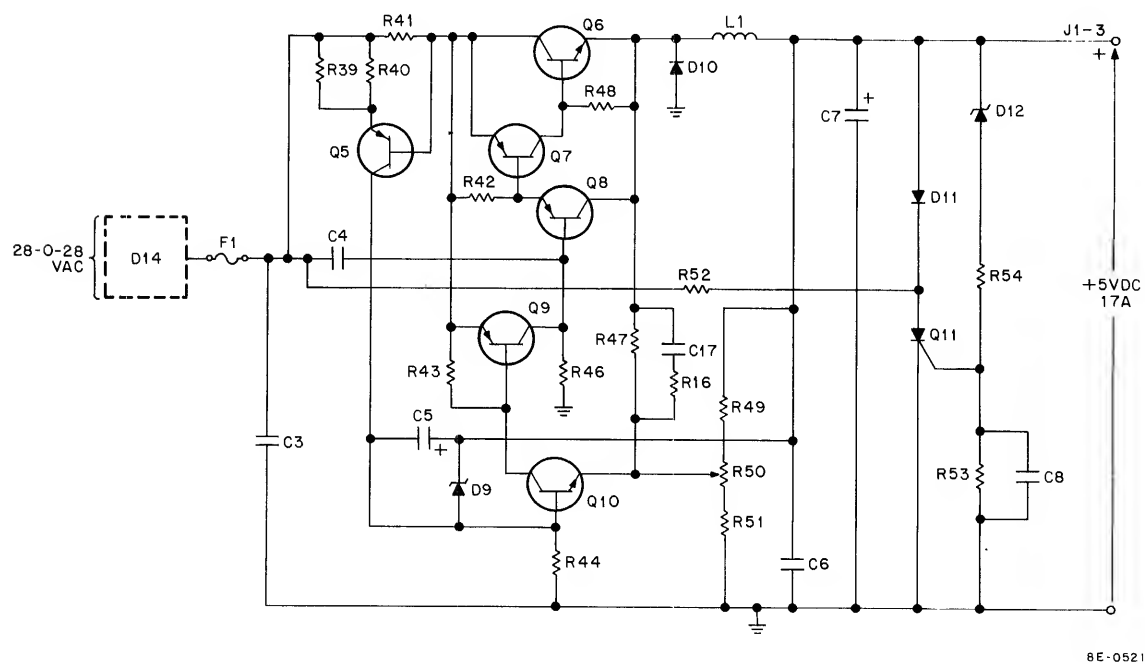 R41
Q6
L1
J1-3
+
R39
R40
D10
R48
C7
+
D12
Q5
Q7
R42
Q8
D11
28-0-28
VAC
D14
F1
C4
R54
R52
+5VDC
17A
Q9
R47
C17
Q11
R43
R46
R16
C5
+
R49
C3
D9
Q10
R50
R53
C8
R51
R44
C6
8E-0521